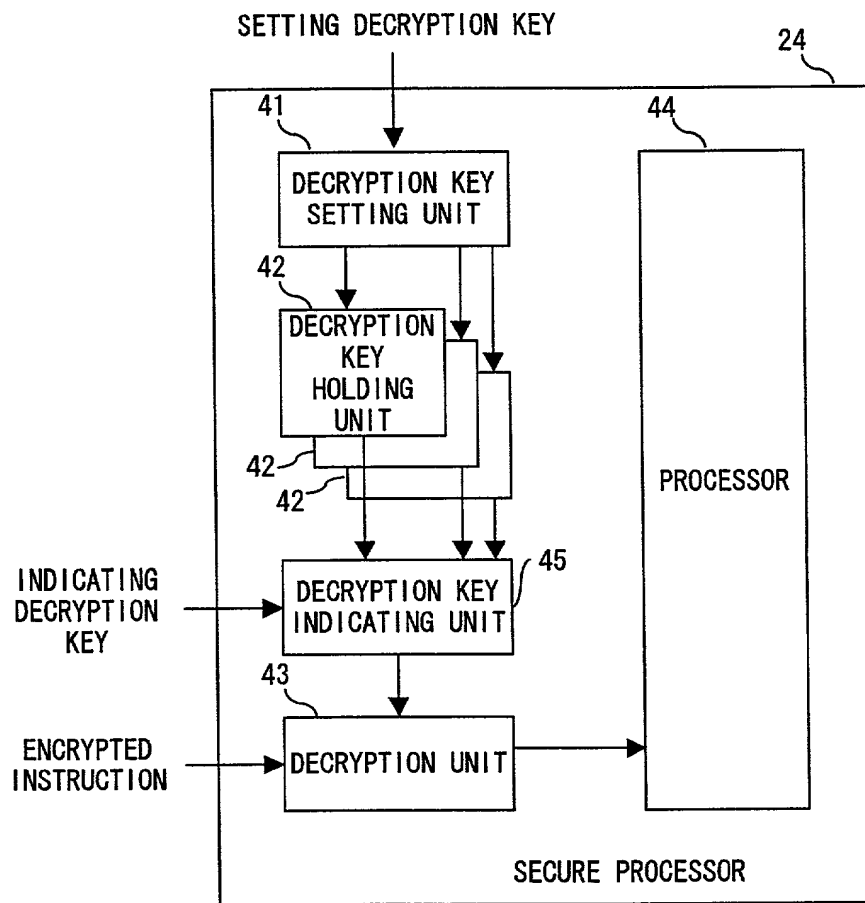 SETTING DECRYPTION KEY
24
41
44
DECRYPTION KEY
SETTING UNIT
42
DECRYPTION
KEY
HOLDING
UNIT
42
42
PROCESSOR
INDICATING
DECRYPTION
KEY
DECRYPTION KEY
INDICATING UNIT
45
43
ENCRYPTED
INSTRUCTION
DECRYPTION UNIT
SECURE PROCESSOR